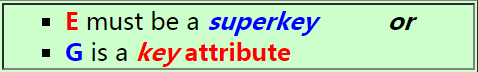 ▪ E must be a superkey or
▪ G is a key attribute